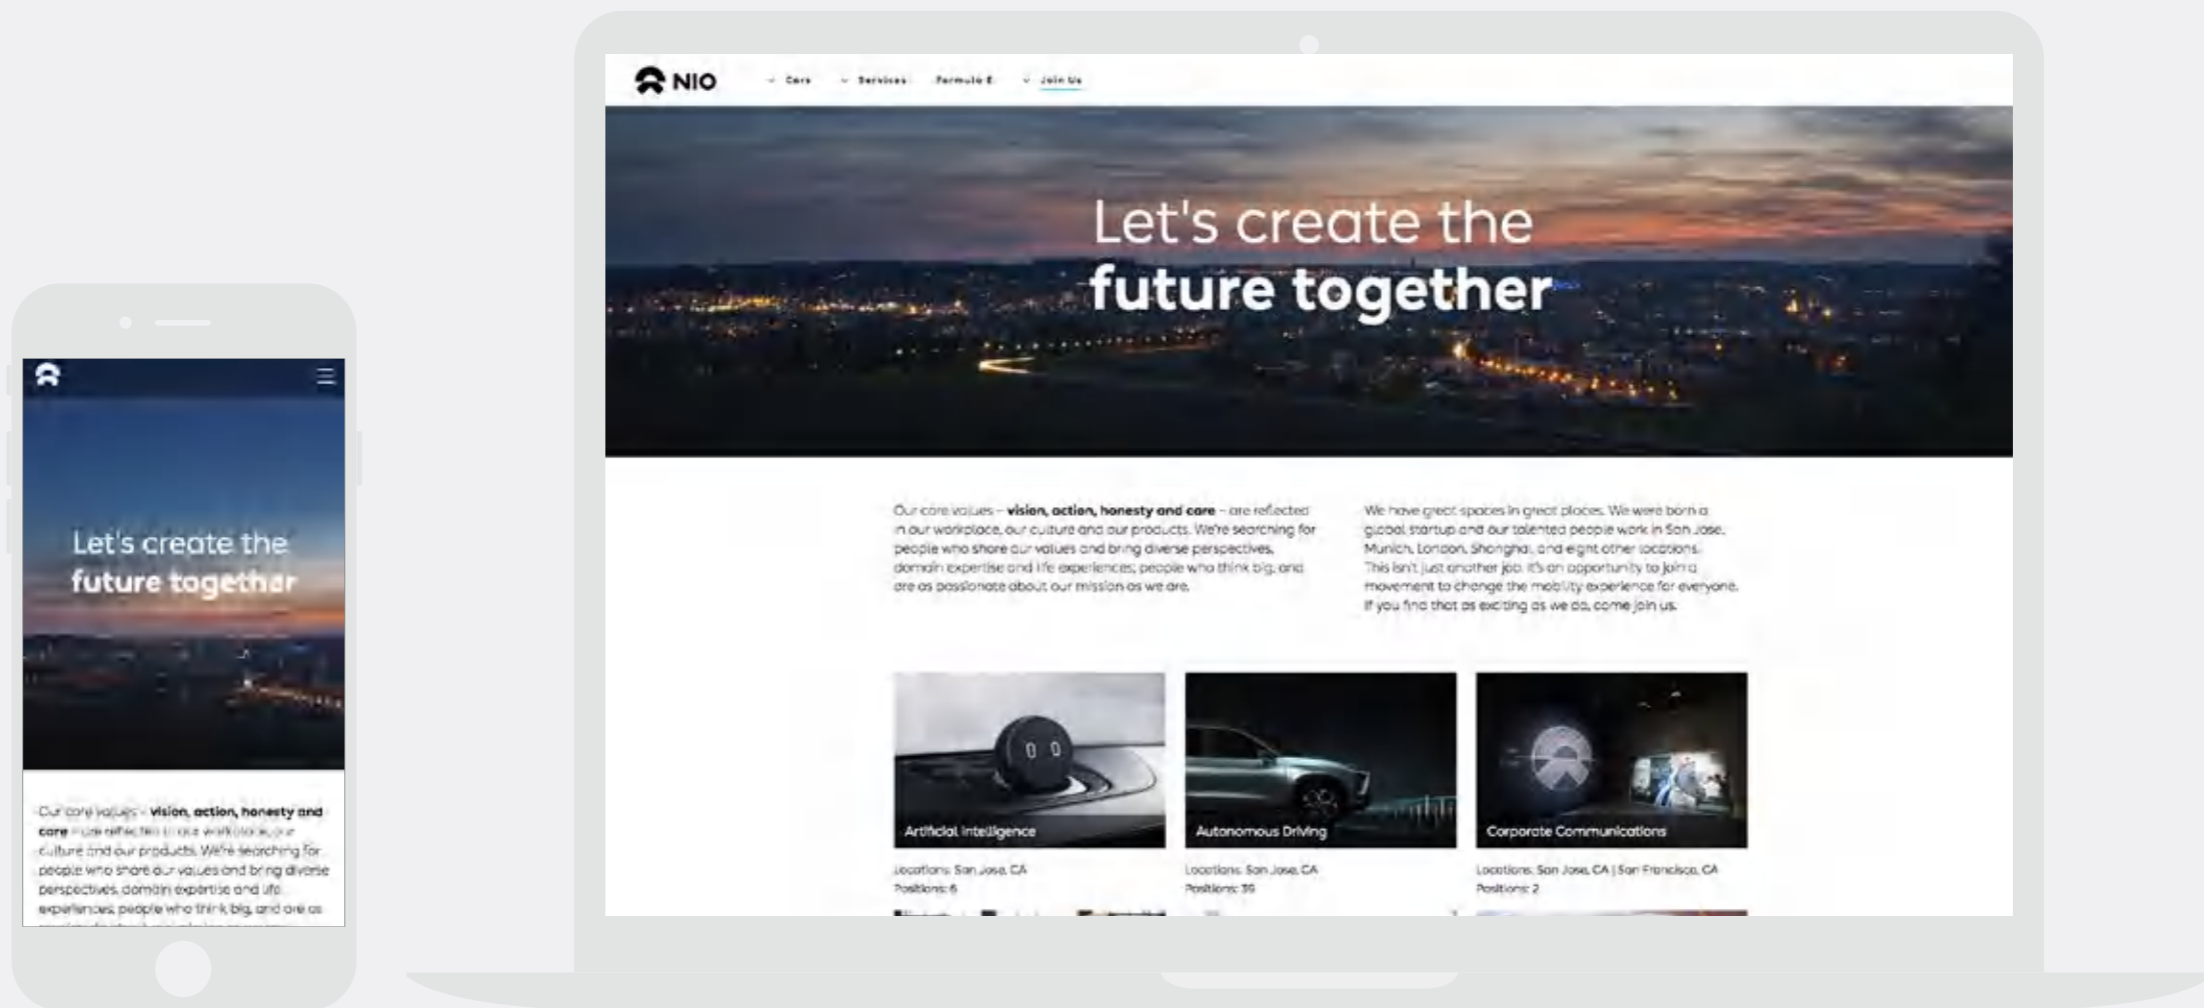 NIO
Cars Services Formula E Join Us
Let's create the
future together
Our core values – vision, action, honesty and care – are reflected
in our workplace, our culture and our products. We're searching for
people who share our values and bring diverse perspectives,
domain expertise and life experiences; people who think big, and
are as passionate about our mission as we are.
We have great spaces in great places. We were born a
global startup and our talented people work in San Jose,
Munich, London, Shanghai, and eight other locations.
This isn't just another job. It's an opportunity to join a
movement to change the mobility experience for everyone.
If you find that as exciting as we do, come join us.
Artificial Intelligence
Locations: San Jose, CA
Positions: 6
Autonomous Driving
Locations: San Jose, CA
Positions: 39
Corporate Communications
Locations: San Jose, CA | San Francisco, CA
Positions: 2
Let's create the
future together
Our core values – vision, action, honesty and
care – are reflected in our workplace, our
culture and our products. We're searching for
people who share our values and bring diverse
perspectives, domain expertise and life
experiences; people who think big, and are as